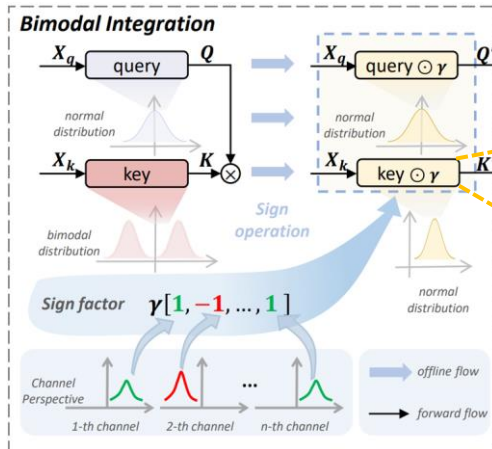 Bimodal Integration
X_q query Q X_q query ⊙ γ Q
normal distribution normal distribution
X_k key K ⊗ X_k key ⊙ γ K
Sign operation
bimodal distribution normal distribution
Sign factor γ[1, -1, ..., 1]
Channel Perspective ...
1-th channel 2-th channel n-th channel
offline flow
forward flow